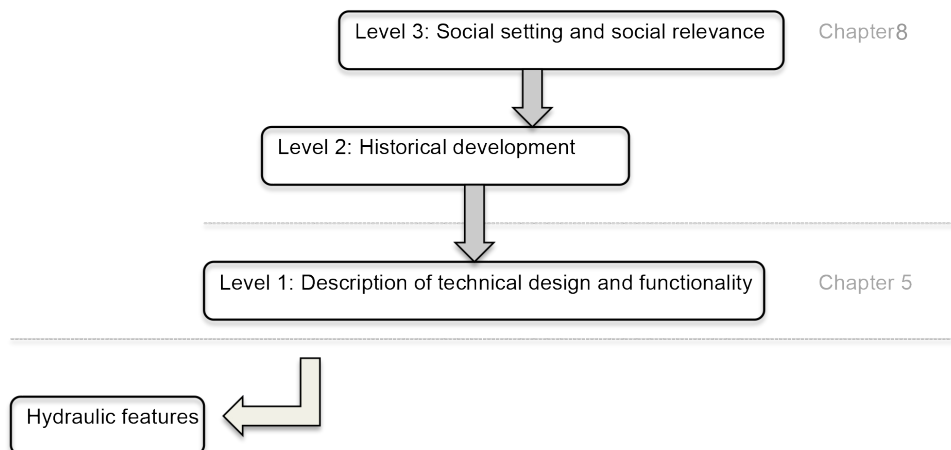 Level 3: Social setting and social relevance
Chapter8
Level 2: Historical development
Level 1: Description of technical design and functionality
Chapter 5
Hydraulic features